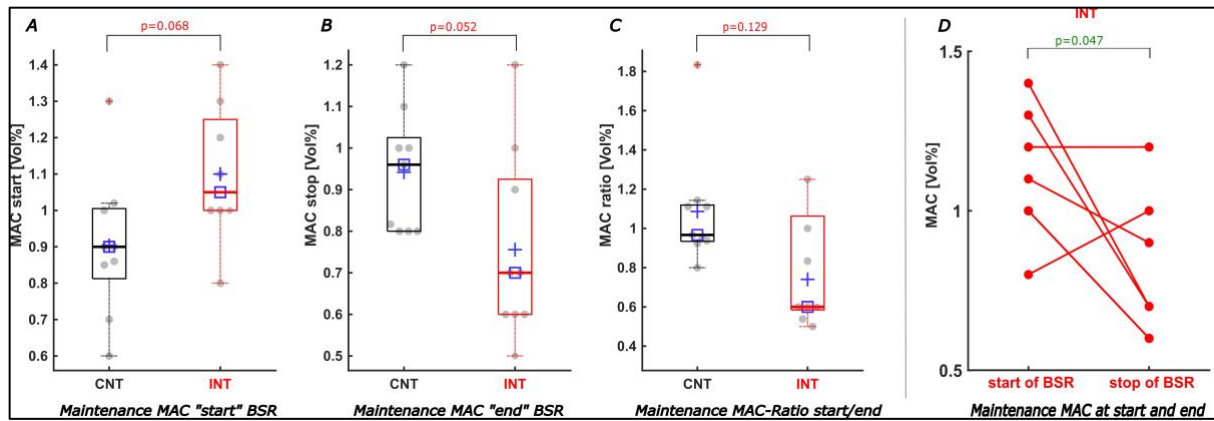 A
p=0.068
MAC start [Vol%]
1.4
1.3
1.2
1.1
1
0.9
0.8
0.7
0.6
CNT
INT
Maintenance MAC "start" BSR
B
p=0.052
MAC stop [Vol%]
1.2
1.1
1
0.9
0.8
0.7
0.6
0.5
CNT
INT
Maintenance MAC "end" BSR
C
p=0.129
MAC ratio [Vol%]
1.8
1.6
1.4
1.2
1
0.8
0.6
0.4
CNT
INT
Maintenance MAC-Ratio start/end
D
INT
p=0.047
MAC [Vol%]
1.5
1
0.5
start of BSR
stop of BSR
Maintenance MAC at start and end